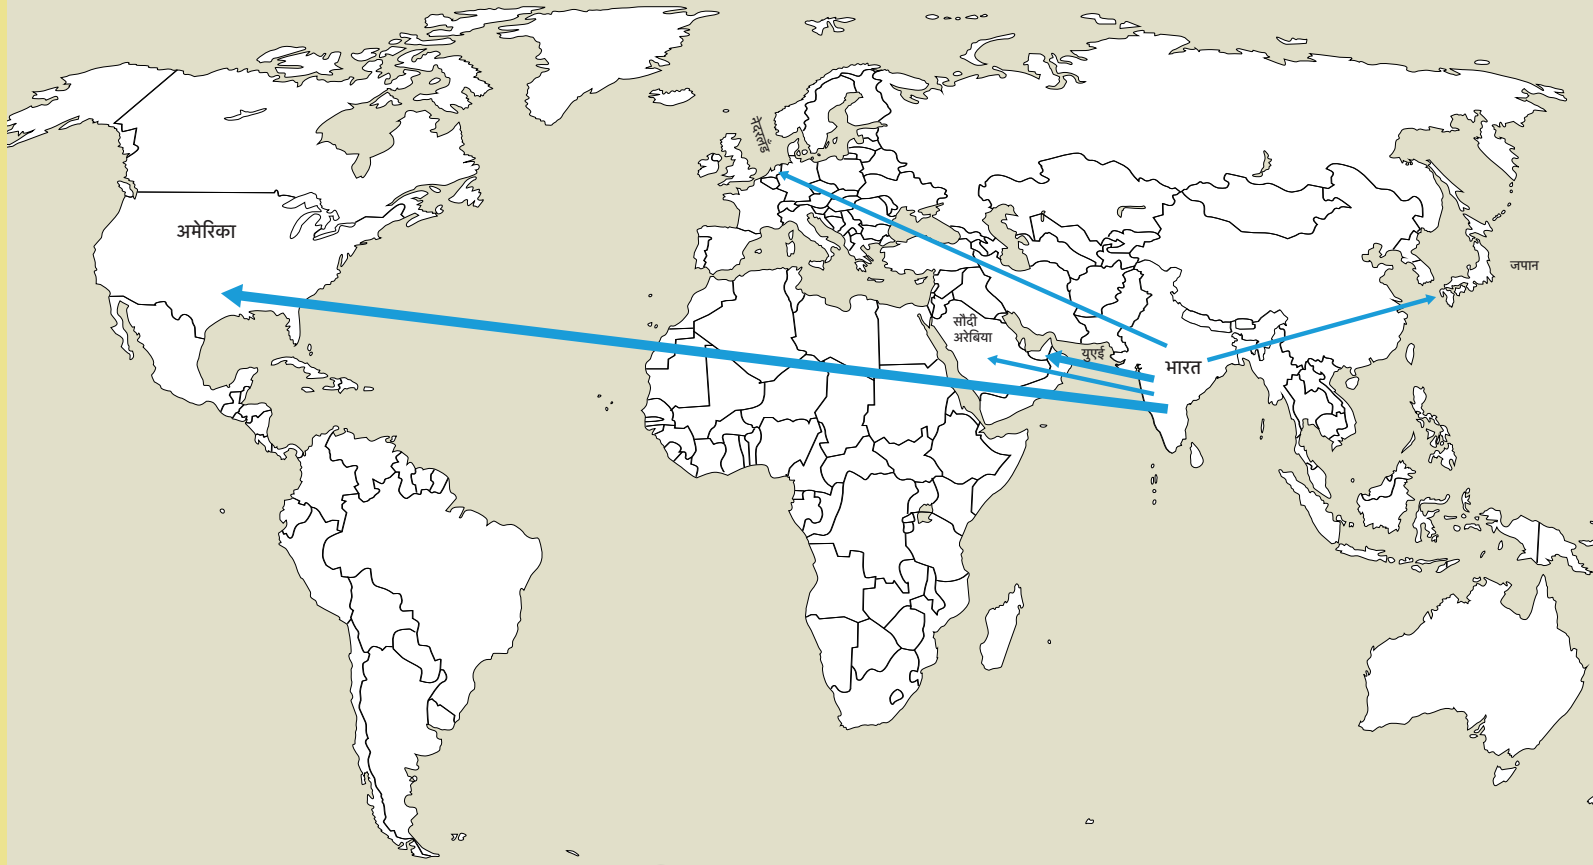 नेदरलँड
अमेरिका
जपान
सौदी
अरेबिया
युएई
भारत